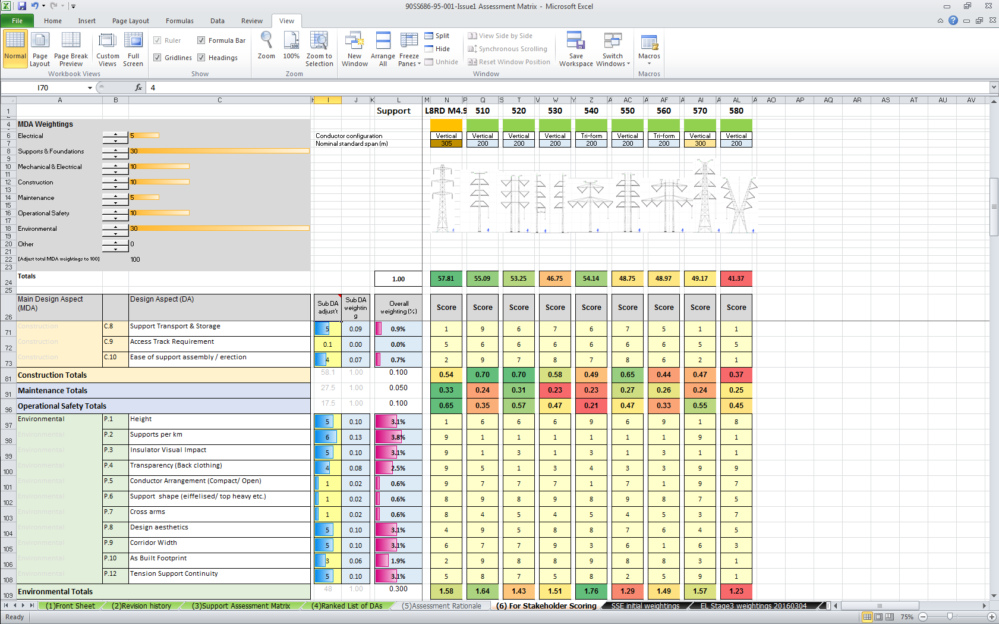 90SS686-95-001-Issue1 Assessment Matrix - Microsoft Excel
File Home Insert Page Layout Formulas Data Review View
Normal Page Layout Page Break Preview Custom Views Full Screen
Workbook Views
Ruler Formula Bar
Gridlines Headings
Show
Zoom 100% Zoom to Selection
Zoom
New Window Arrange All Freeze Panes
Split View Side by Side
Hide Synchronous Scrolling
Unhide Reset Window Position
Save Workspace Switch Windows
Window
Macros
Macros
I70 fx 4
A B C I J K L M N P Q S T V W Y Z A AC A AF A AI A AL A AO AP AQ AR AS AT AU AV
1 Support L8RD M4.9 510 520 530 540 550 560 570 580
4 MDA Weightings
6 Electrical 5 Conductor configuration Vertical Vertical Vertical Vertical Tri-form Vertical Tri-form Vertical Vertical
7 Nominal standard span (m) 305 200 200 200 200 200 200 300 200
8 Supports & Foundations 30
9
10 Mechanical & Electrical 10
11
12 Construction 10
13
14 Maintenance 5
15
16 Operational Safety 10
17
18 Environmental 30
19
20 Other 0
21
22 [Adjust total MDA weightings to 100] 100
23
24 Totals 1.00 57.81 55.09 53.25 46.75 54.14 48.75 48.97 49.17 41.37
25
26 Main Design Aspect (MDA) Design Aspect (DA) Sub DA adjust't Sub DA weighting Overall weighting (%) Score Score Score Score Score Score Score Score Score
71 Construction C.8 Support Transport & Storage 5 0.09 0.9% 1 9 6 7 6 7 5 1 1
72 Construction C.9 Access Track Requirement 0.1 0.00 0.0% 5 6 6 6 6 6 6 5 5
73 Construction C.10 Ease of support assembly / erection 4 0.07 0.7% 2 9 7 8 7 8 6 2 1
81 Construction Totals 58.1 1.00 0.100 0.54 0.70 0.70 0.58 0.49 0.65 0.44 0.47 0.37
91 Maintenance Totals 27.5 1.00 0.050 0.33 0.24 0.31 0.23 0.23 0.27 0.26 0.24 0.25
96 Operational Safety Totals 17.5 1.00 0.100 0.65 0.35 0.57 0.47 0.21 0.47 0.33 0.55 0.45
97 Environmental P.1 Height 5 0.10 3.1% 1 6 6 6 9 6 9 1 8
98 Environmental P.2 Supports per km 6 0.13 3.8% 9 1 1 1 1 1 1 9 1
99 Environmental P.3 Insulator Visual Impact 5 0.10 3.1% 9 1 3 1 3 1 3 1 1
100 Environmental P.4 Transparency (Back clothing) 4 0.08 2.5% 9 5 1 3 4 3 3 9 9
101 Environmental P.5 Conductor Arrangement (Compact/ Open) 1 0.02 0.6% 9 7 7 7 1 7 1 9 7
102 Environmental P.6 Support shape (eiffelised/ top heavy etc.) 1 0.02 0.6% 8 9 8 9 8 9 8 7 5
103 Environmental P.7 Cross arms 1 0.02 0.6% 8 4 5 4 5 4 5 3 7
104 Environmental P.8 Design aesthetics 5 0.10 3.1% 4 9 5 8 8 7 6 4 5
105 Environmental P.9 Corridor Width 5 0.10 3.1% 6 7 7 9 3 6 1 6 3
106 Environmental P.10 As Built Footprint 3 0.06 1.9% 2 9 8 8 9 8 8 3 1
108 Environmental P.12 Tension Support Continuity 5 0.10 3.1% 5 8 7 5 8 2 5 9 1
109 Environmental Totals 48 1.00 0.300 1.58 1.64 1.43 1.51 1.76 1.29 1.49 1.57 1.23
(1)Front Sheet (2)Revision history (3)Support Assessment Matrix (4)Ranked List of DAs (5)Assessment Rationale (6) For Stakeholder Scoring SSE initial weightings EL Stage3 weightings 20160304
Ready 75%